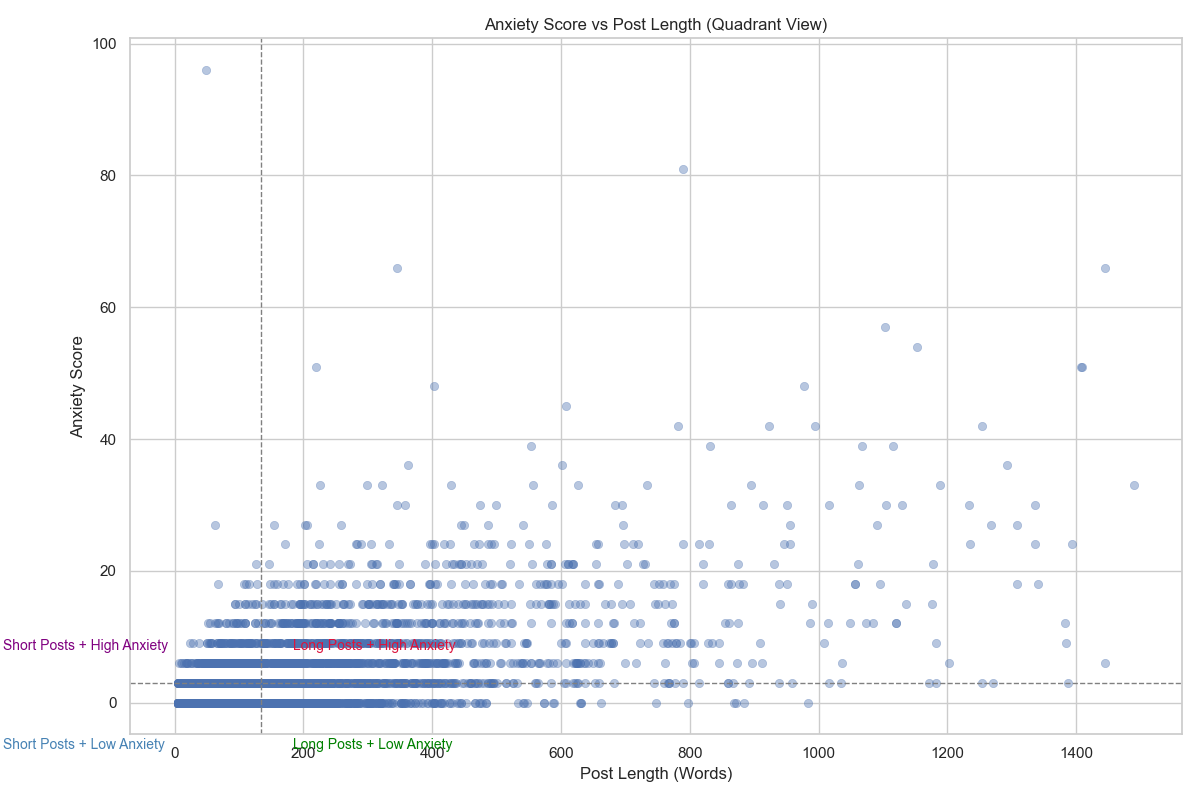 Anxiety Score vs Post Length (Quadrant View)
100
80
60
40
20
0
Anxiety Score
Short Posts + High Anxiety
Long Posts + High Anxiety
Short Posts + Low Anxiety
Long Posts + Low Anxiety
0 200 400 600 800 1000 1200 1400
Post Length (Words)